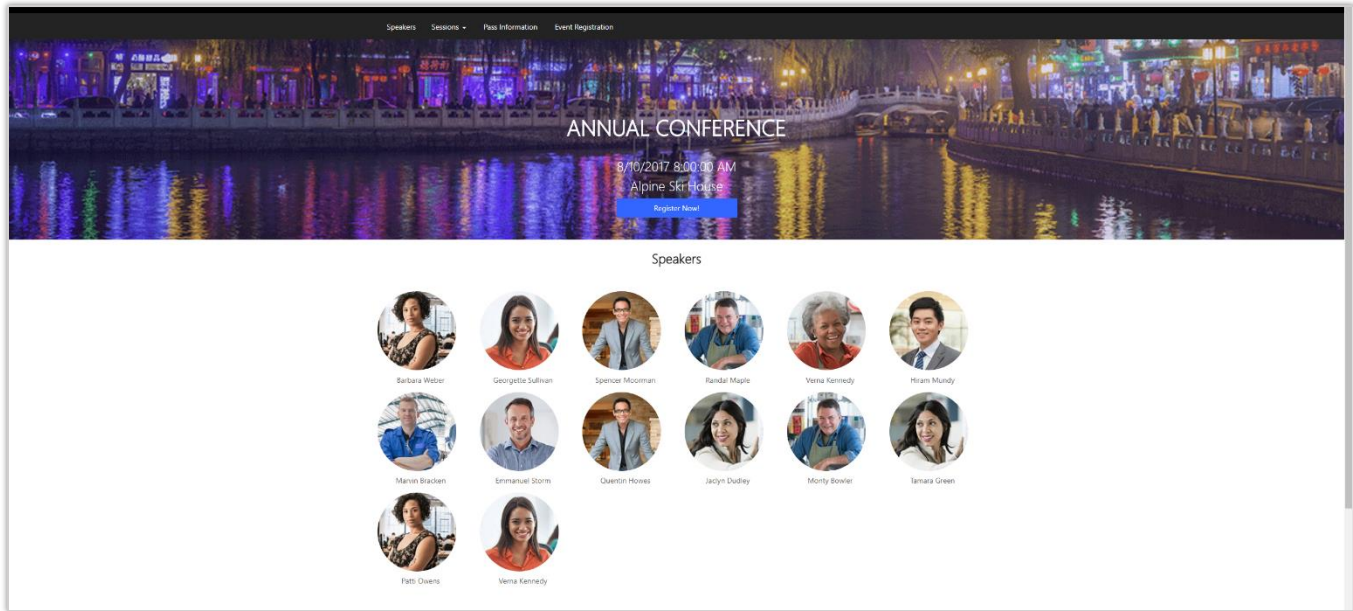 Speakers Sessions Pass Information Event Registration
ANNUAL CONFERENCE
8/10/2017 8:00:00 AM
Alpine Ski House
Register Now!
Speakers
Barbara Weber Georgette Sullivan Spencer Moorman Randal Maple Verna Kennedy Hiram Mundy
Marvin Bracken Emmanuel Storm Quentin Howes Jaclyn Dudley Monty Bowler Tamara Green
Patti Owens Verna Kennedy